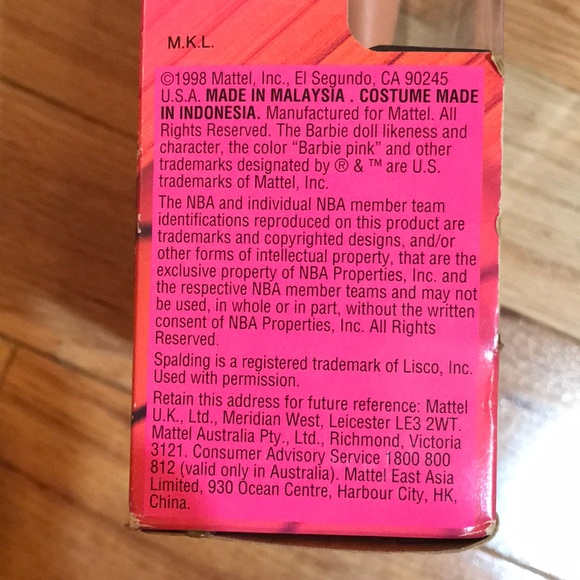 M.K.L.
©1998 Mattel, Inc., El Segundo, CA 90245
U.S.A. MADE IN MALAYSIA . COSTUME MADE
IN INDONESIA. Manufactured for Mattel. All
Rights Reserved. The Barbie doll likeness and
character, the color "Barbie pink" and other
trademarks designated by ® & ™ are U.S.
trademarks of Mattel, Inc.
The NBA and individual NBA member team
identifications reproduced on this product are
trademarks and copyrighted designs, and/or
other forms of intellectual property, that are the
exclusive property of NBA Properties, Inc. and
the respective NBA member teams and may not
be used, in whole or in part, without the written
consent of NBA Properties, Inc. All Rights
Reserved.
Spalding is a registered trademark of Lisco, Inc.
Used with permission.
Retain this address for future reference: Mattel
U.K., Ltd., Meridian West, Leicester LE3 2WT.
Mattel Australia Pty., Ltd., Richmond, Victoria
3121. Consumer Advisory Service 1800 800
812 (valid only in Australia). Mattel East Asia
Limited, 930 Ocean Centre, Harbour City, HK,
China.